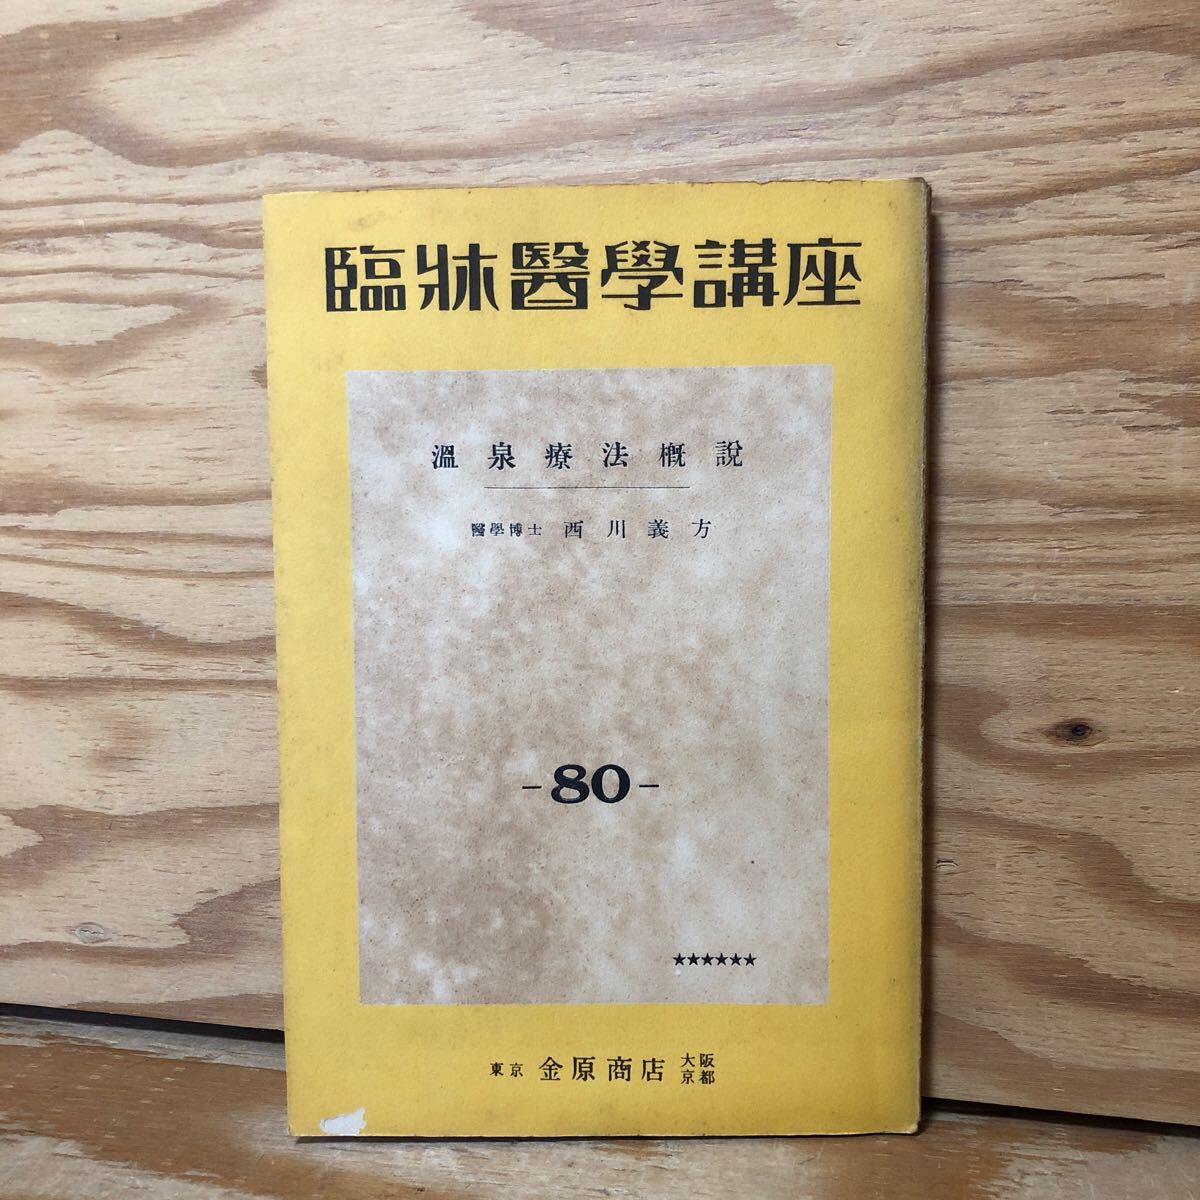 臨牀醫學講座
溫泉療法概說
醫學博士 西川義方
-80-
★★★★★★
東京 金原商店 大阪 京都